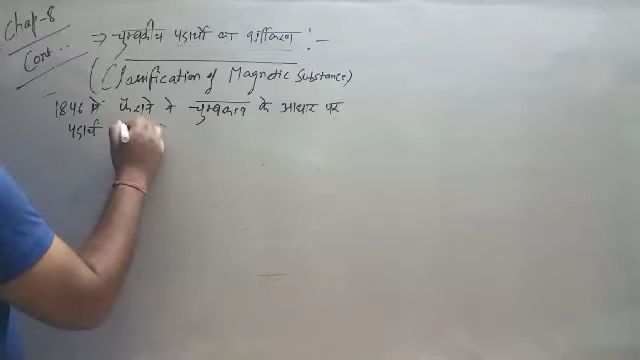 Chap-8
Cont...
⇒ चुम्बकीय पदार्थो का वर्गीकरण :-
(Classification of Magnetic Substance)
1846 में फैराडे ने चुम्बकत्व के आधार पर
पदार्थ